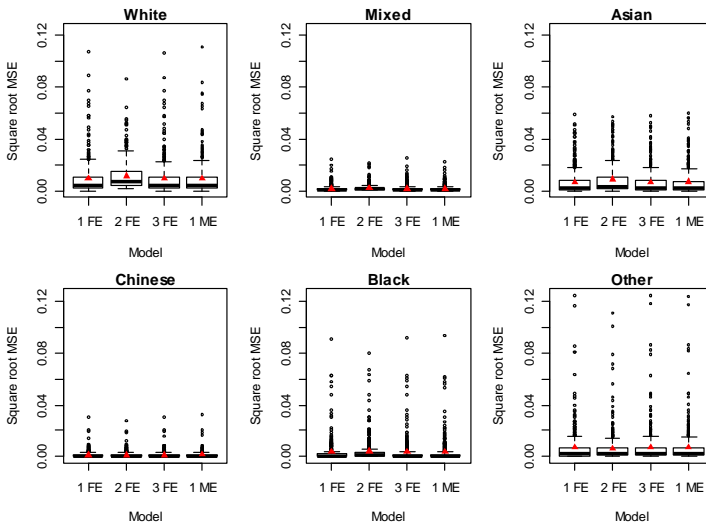 White
Mixed
Asian
Square root MSE
0.00 0.04 0.08 0.12
1 FE 2 FE 3 FE 1 ME
Model
Square root MSE
0.00 0.04 0.08 0.12
1 FE 2 FE 3 FE 1 ME
Model
Square root MSE
0.00 0.04 0.08 0.12
1 FE 2 FE 3 FE 1 ME
Model
Chinese
Black
Other
Square root MSE
0.00 0.04 0.08 0.12
1 FE 2 FE 3 FE 1 ME
Model
Square root MSE
0.00 0.04 0.08 0.12
1 FE 2 FE 3 FE 1 ME
Model
Square root MSE
0.00 0.04 0.08 0.12
1 FE 2 FE 3 FE 1 ME
Model